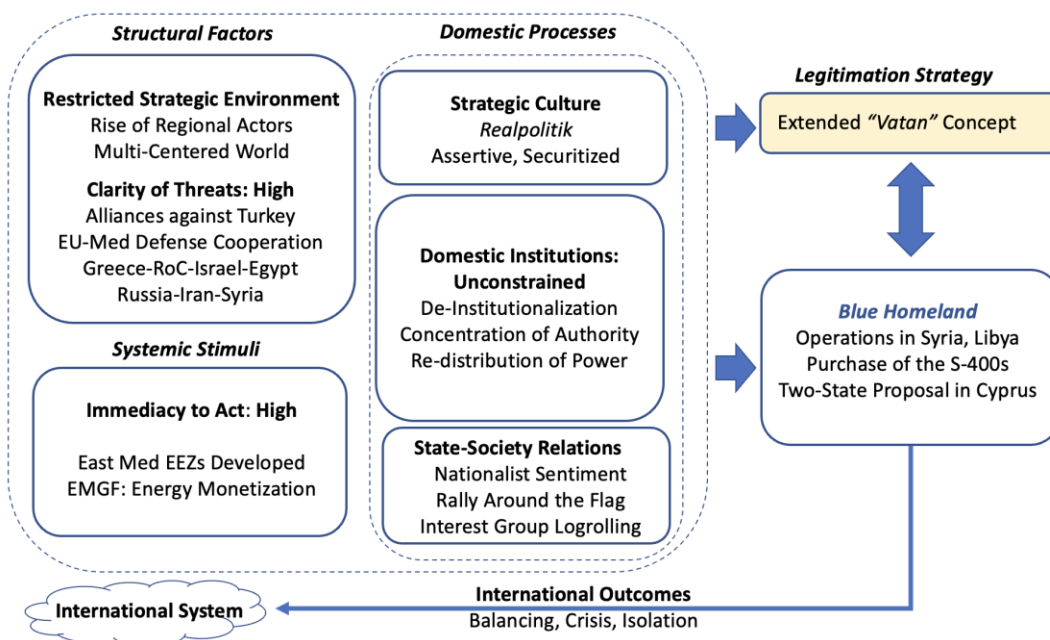 Structural Factors
Restricted Strategic Environment
Rise of Regional Actors
Multi-Centered World
Clarity of Threats: High
Alliances against Turkey
EU-Med Defense Cooperation
Greece-RoC-Israel-Egypt
Russia-Iran-Syria
Systemic Stimuli
Immediacy to Act: High
East Med EEZs Developed
EMGF: Energy Monetization
Domestic Processes
Strategic Culture
Realpolitik
Assertive, Securitized
Domestic Institutions:
Unconstrained
De-Institutionalization
Concentration of Authority
Re-distribution of Power
State-Society Relations
Nationalist Sentiment
Rally Around the Flag
Interest Group Logrolling
Legitimation Strategy
Extended “Vatan” Concept
Blue Homeland
Operations in Syria, Libya
Purchase of the S-400s
Two-State Proposal in Cyprus
International Outcomes
Balancing, Crisis, Isolation
International System